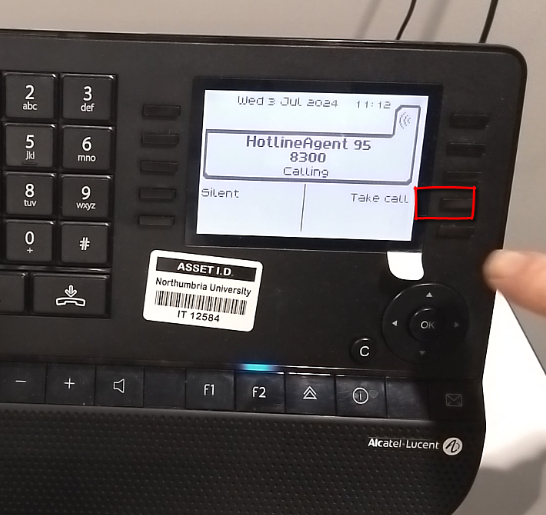 Wed 3 Jul 2024 11:12
HotlineAgent 95
8300
Calling
Silent
Take call
2
abc
3
def
5
jkl
6
mno
8
tuv
9
wxyz
0
+
#
ASSET I.D.
Northumbria University
IT 12584
OK
C
−
+
F1
F2
i
Alcatel-Lucent